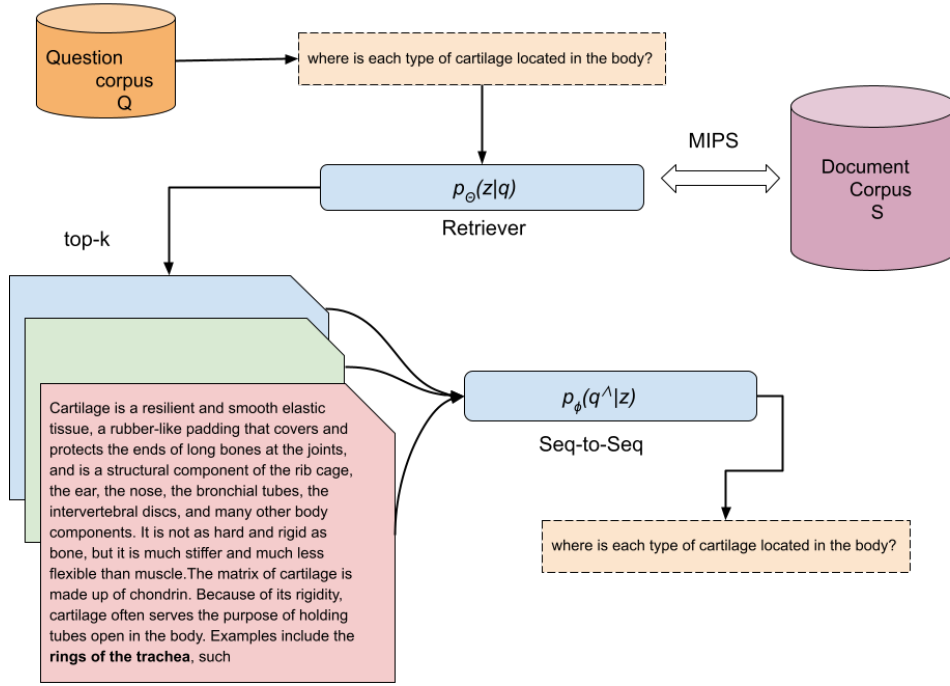 Question
corpus
Q
where is each type of cartilage located in the body?
MIPS
Document
Corpus
S
p_Θ(z|q)
Retriever
top-k
Cartilage is a resilient and smooth elastic
tissue, a rubber-like padding that covers and
protects the ends of long bones at the joints,
and is a structural component of the rib cage,
the ear, the nose, the bronchial tubes, the
intervertebral discs, and many other body
components. It is not as hard and rigid as
bone, but it is much stiffer and much less
flexible than muscle.The matrix of cartilage is
made up of chondrin. Because of its rigidity,
cartilage often serves the purpose of holding
tubes open in the body. Examples include the
rings of the trachea, such
p_ϕ(q^|z)
Seq-to-Seq
where is each type of cartilage located in the body?